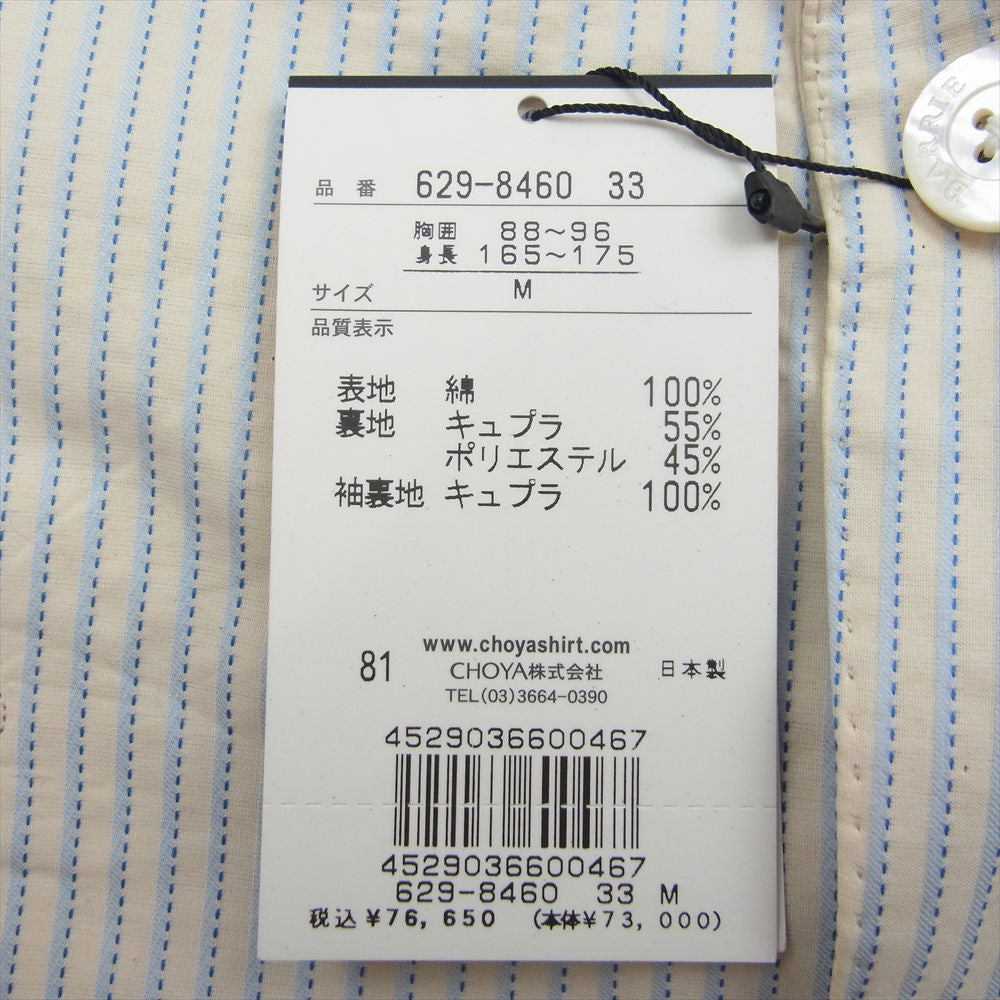 品 番 629-8460 33
胸囲 88~96
身長 165~175
サイズ M
品質表示
表地 綿 100%
裏地 キュプラ 55%
ポリエステル 45%
袖裏地 キュプラ 100%
www.choyashirt.com
81 CHOYA株式会社 日本製
TEL(03)3664-0390
4529036600467
4529036600467
629-8460 33 M
税込¥76,650 (本体¥73,000)
BARRIE